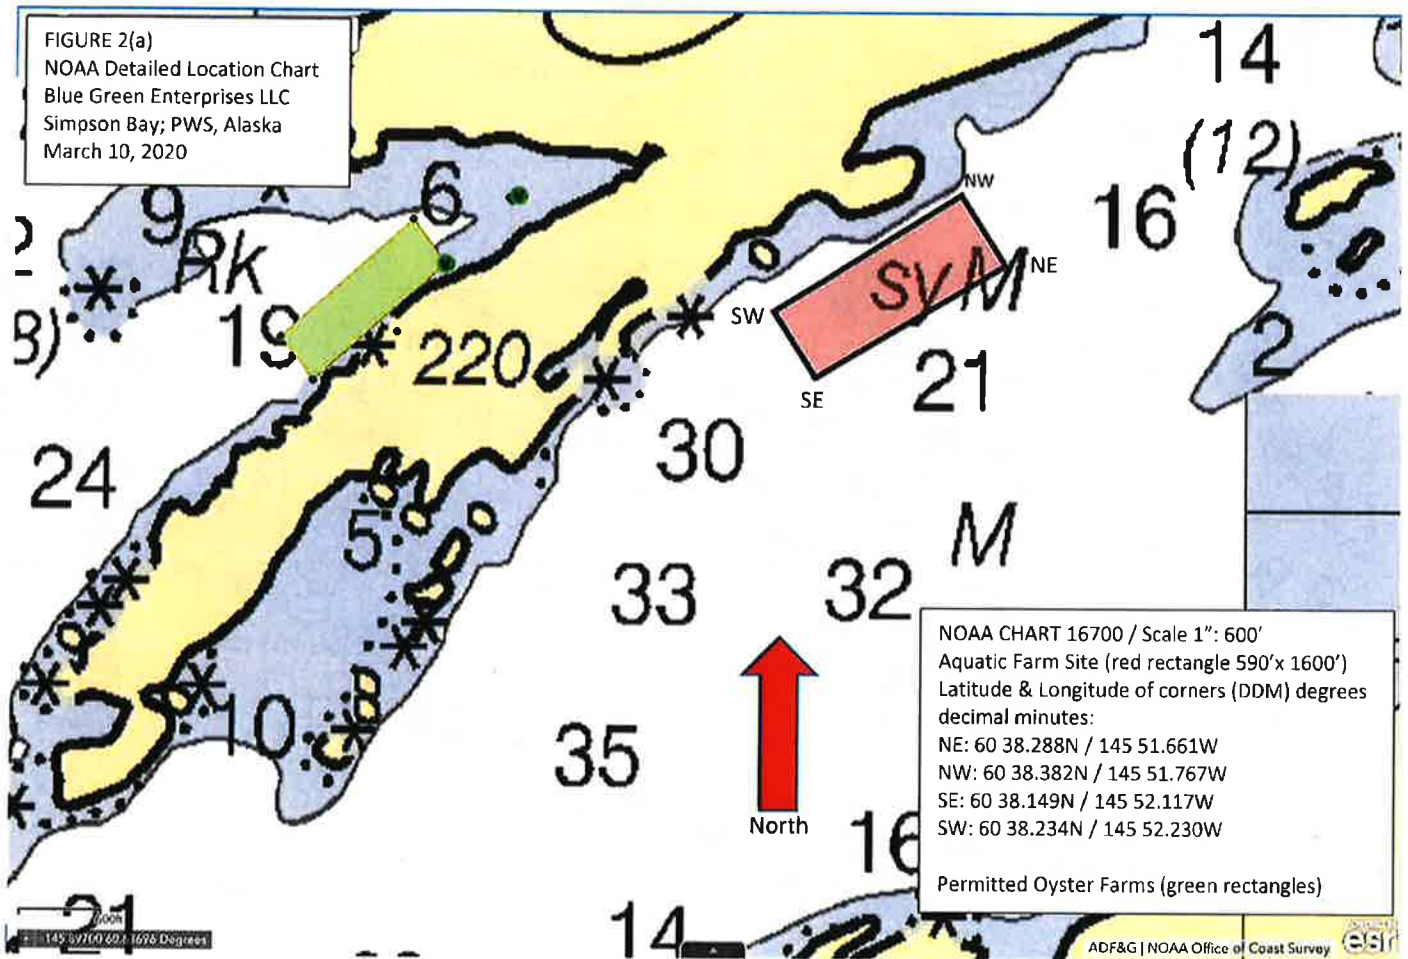 FIGURE 2(a)
NOAA Detailed Location Chart
Blue Green Enterprises LLC
Simpson Bay; PWS, Alaska
March 10, 2020
14
(12)
6
NW
9
16
Rk
Sy M
NE
19
SW
220
2
21
SE
30
24
5
M
33
32
NOAA CHART 16700 / Scale 1": 600'
Aquatic Farm Site (red rectangle 590'x 1600')
Latitude & Longitude of corners (DDM) degrees
decimal minutes:
NE: 60 38.288N / 145 51.661W
NW: 60 38.382N / 145 51.767W
SE: 60 38.149N / 145 52.117W
SW: 60 38.234N / 145 52.230W
Permitted Oyster Farms (green rectangles)
10
35
North
16
21
600ft
14
ADF&G | NOAA Office of Coast Survey
esri